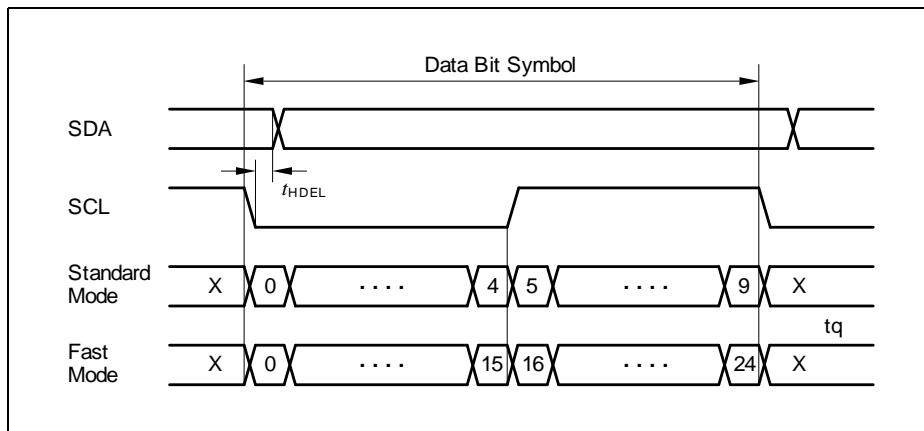 Data Bit Symbol
SDA
tHDEL
SCL
Standard
Mode
X 0 .... 4 5 .... 9 X
tq
Fast
Mode
X 0 .... 15 16 .... 24 X